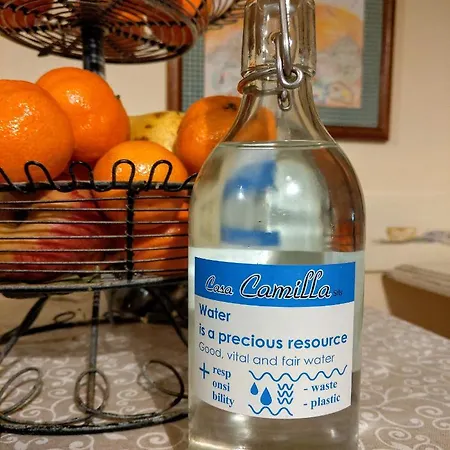 Casa Camilla
Water
is a precious resource
Good, vital and fair water
+ resp
onsi
bility
- waste
- plastic